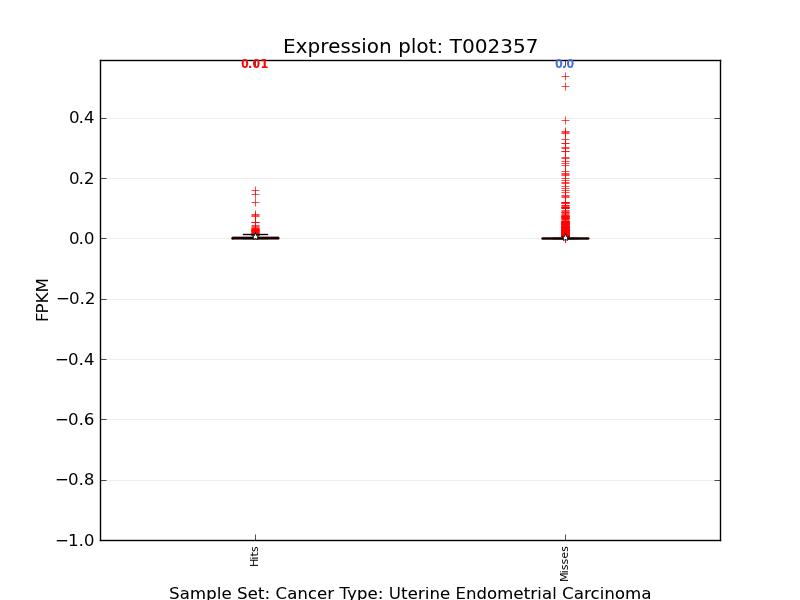 Expression plot: T002357
0.01
0.0
0.4
0.2
0.0
−0.2
−0.4
−0.6
−0.8
−1.0
FPKM
Hits
Misses
Sample Set: Cancer Type: Uterine Endometrial Carcinoma